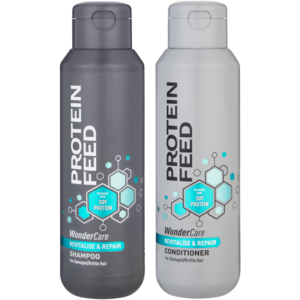 PROTEIN
FEED
Enriched with
SOY
PROTEIN
WonderCare
REVITALISE & REPAIR
SHAMPOO
For Damaged/Brittle Hair
PROTEIN
FEED
Enriched with
SOY
PROTEIN
WonderCare
REVITALISE & REPAIR
CONDITIONER
For Damaged/Brittle Hair